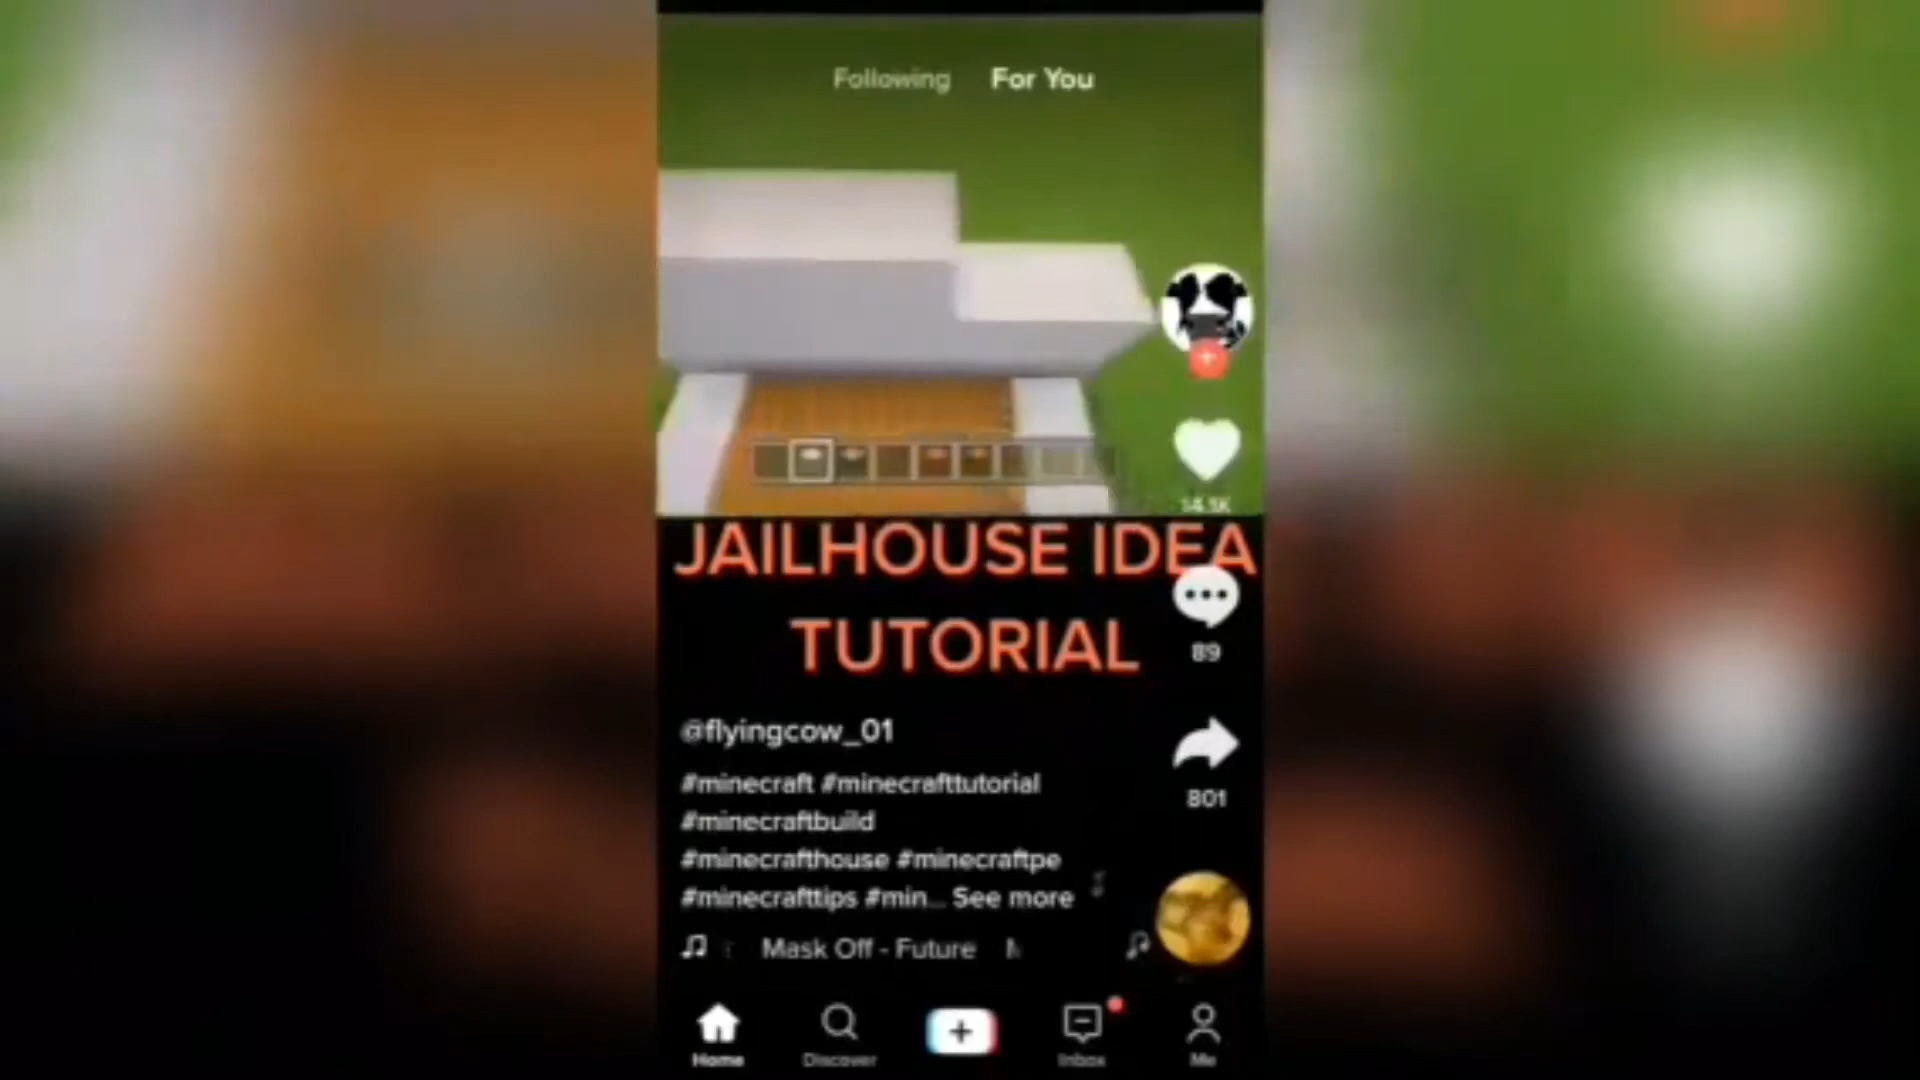 Following For You
14.1K
JAILHOUSE IDEA
TUTORIAL
89
@flyingcow_01
#minecraft #minecrafttutorial
#minecraftbuild
801
#minecrafthouse #minecraftpe
#minecrafttips #min... See more
Mask Off - Future
Home Discover Inbox Me